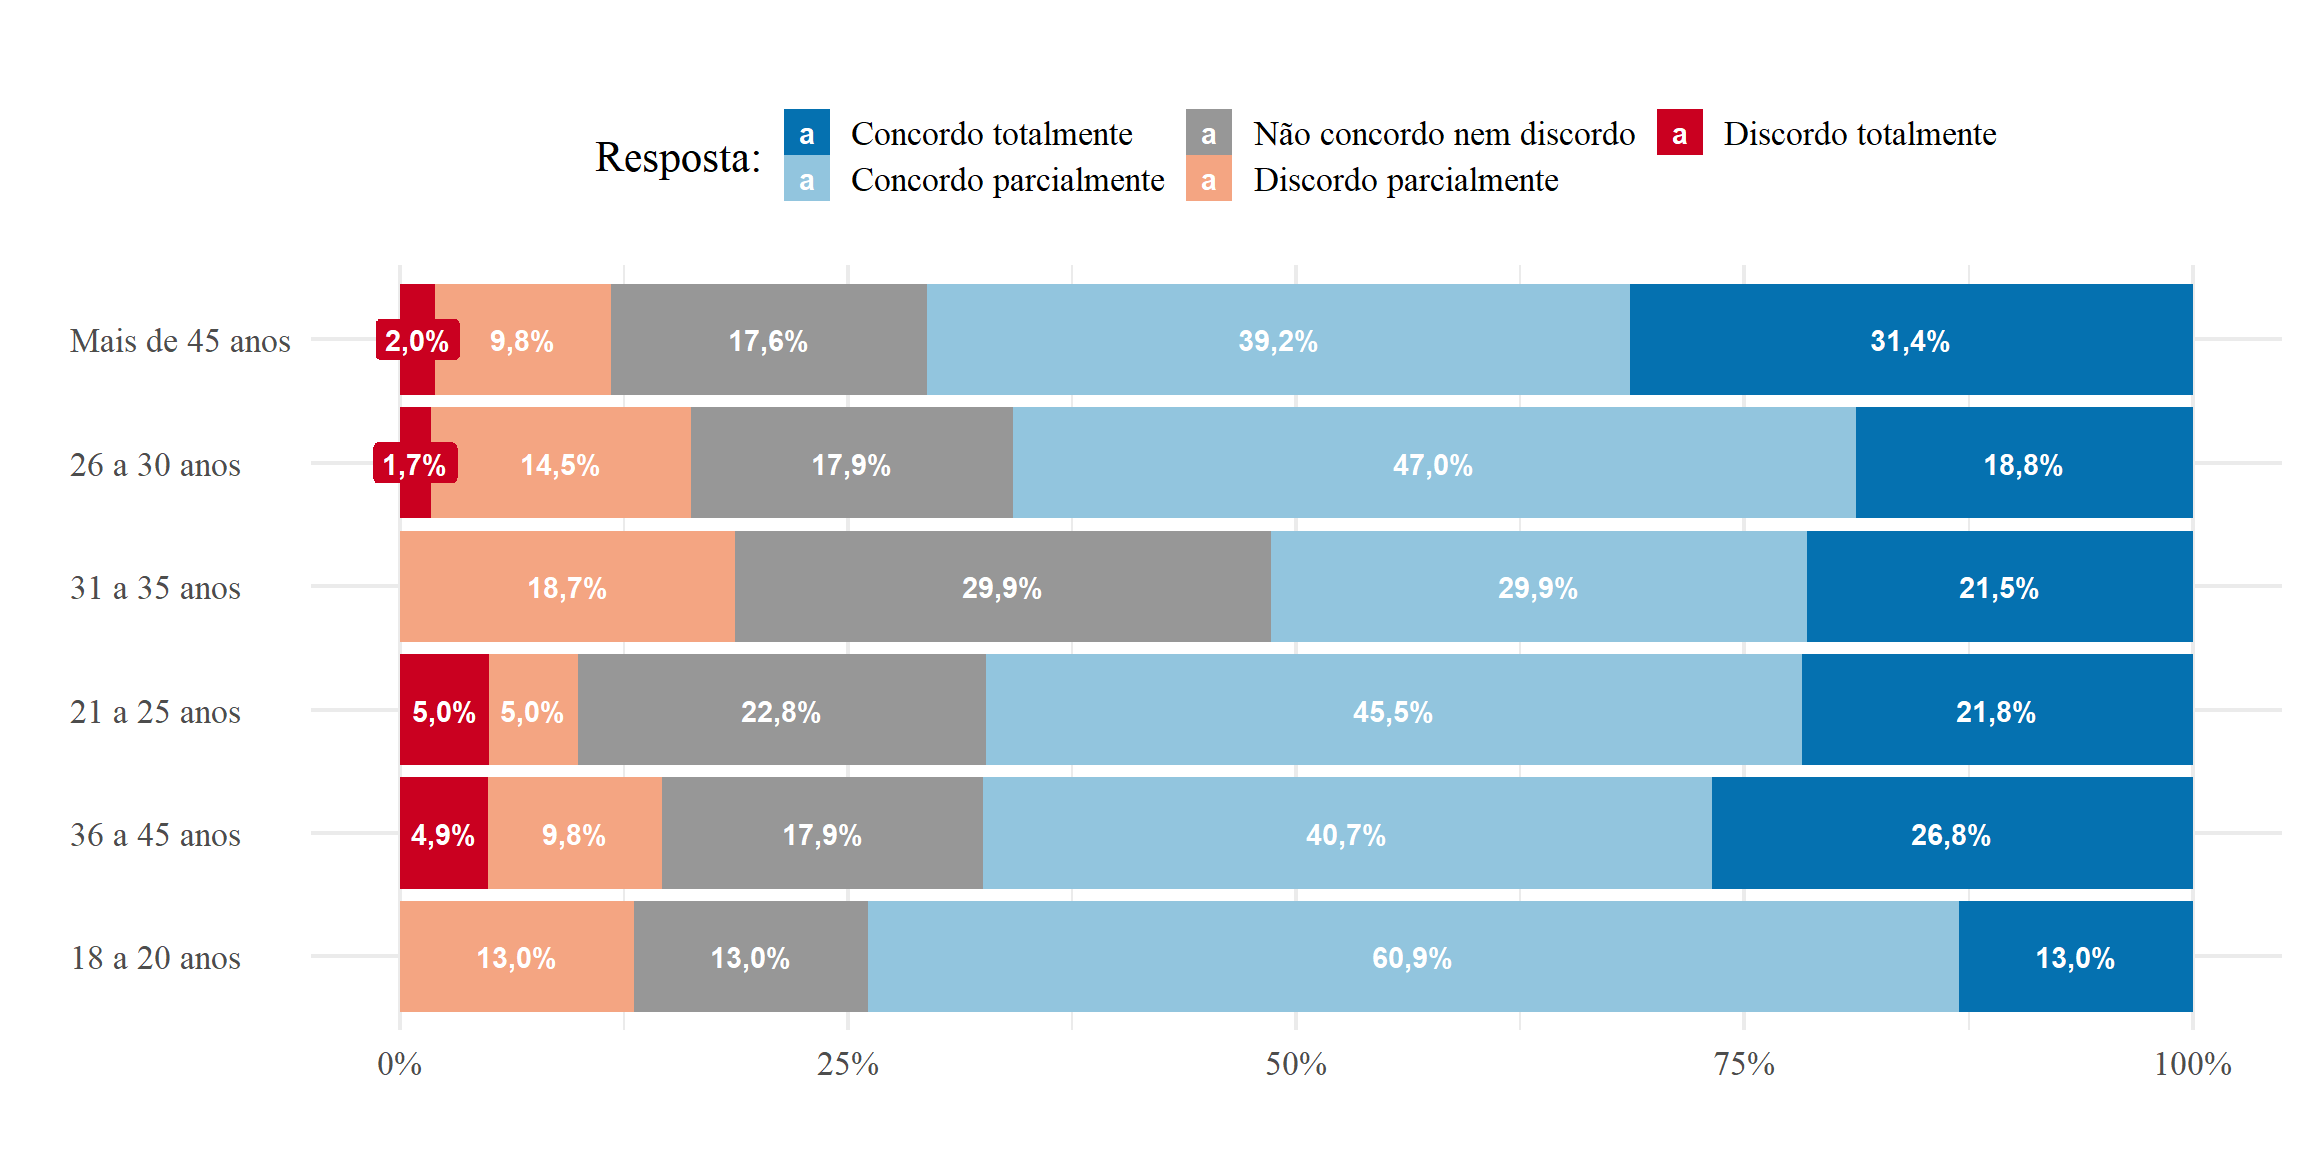 Resposta:
a Concordo totalmente
a Concordo parcialmente
a Não concordo nem discordo
a Discordo parcialmente
a Discordo totalmente
Mais de 45 anos 2,0% 9,8% 17,6% 39,2% 31,4%
26 a 30 anos 1,7% 14,5% 17,9% 47,0% 18,8%
31 a 35 anos 18,7% 29,9% 29,9% 21,5%
21 a 25 anos 5,0% 5,0% 22,8% 45,5% 21,8%
36 a 45 anos 4,9% 9,8% 17,9% 40,7% 26,8%
18 a 20 anos 13,0% 13,0% 60,9% 13,0%
0% 25% 50% 75% 100%